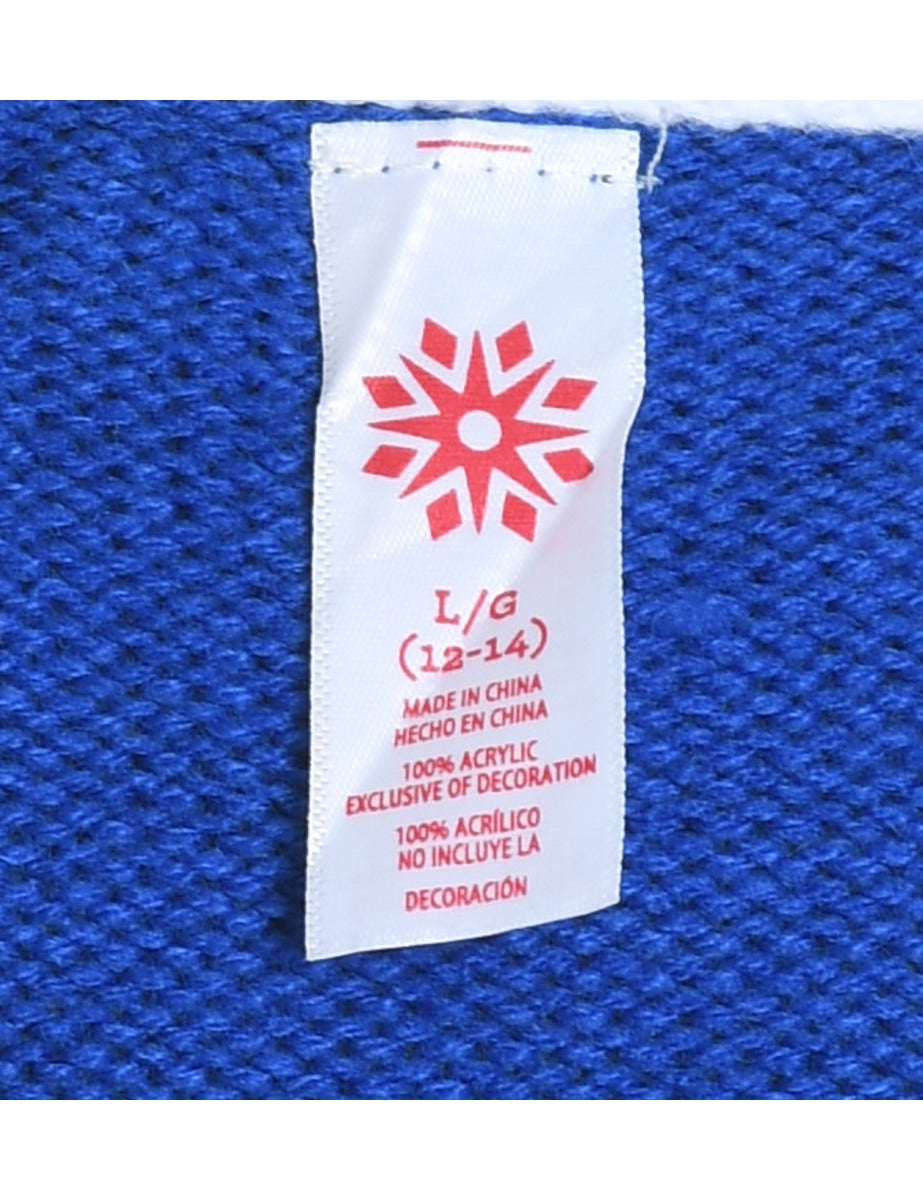 L/G
(12-14)
MADE IN CHINA
HECHO EN CHINA
100% ACRYLIC
EXCLUSIVE OF DECORATION
100% ACRÍLICO
NO INCLUYE LA
DECORACIÓN